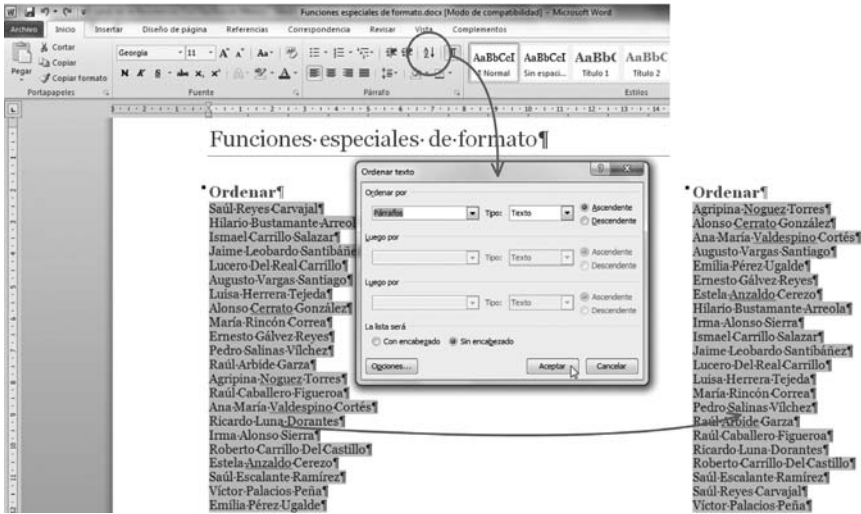 Funciones especiales de formato.docx [Modo de compatibilidad] - Microsoft Word
Archivo Inicio Insertar Diseño de página Referencias Correspondencia Revisar Vista Complementos
Cortar
Copiar
Copiar formato
Pegar
Portapapeles
Georgia 11
Fuente
Párrafo
AaBbCcI AaBbCcI AaBbC AaBbC
¶ Normal Sin espaci... Título 1 Título 2
Estilos
Funciones·especiales·de·formato¶
Ordenar¶
Saúl·Reyes·Carvajal¶
Hilario·Bustamante·Arreol
Ismael·Carrillo·Salazar¶
Jaime·Leobardo·Santibáñe
Lucero·Del·Real·Carrillo¶
Augusto·Vargas·Santiago¶
Luisa·Herrera·Tejeda¶
Alonso·Cerrato·González¶
María·Rincón·Correa¶
Ernesto·Gálvez·Reyes¶
Pedro·Salinas·Vílchez¶
Raúl·Arbide·Garza¶
Agripina·Noguez·Torres¶
Raúl·Caballero·Figueroa¶
Ana·María·Valdespino·Cortés¶
Ricardo·Luna·Dorantes¶
Irma·Alonso·Sierra¶
Roberto·Carrillo·Del·Castillo¶
Estela·Anzaldo·Cerezo¶
Saúl·Escalante·Ramírez¶
Víctor·Palacios·Peña¶
Emilia·Pérez·Ugalde¶
Ordenar texto
Ordenar por
Párrafos Tipo: Texto Ascendente
Descendente
Luego por
Tipo: Texto Ascendente
Descendente
Luego por
Tipo: Texto Ascendente
Descendente
La lista será
Con encabezado Sin encabezado
Opciones... Aceptar Cancelar
Ordenar¶
Agripina·Noguez·Torres¶
Alonso·Cerrato·González¶
Ana·María·Valdespino·Cortés¶
Augusto·Vargas·Santiago¶
Emilia·Pérez·Ugalde¶
Ernesto·Gálvez·Reyes¶
Estela·Anzaldo·Cerezo¶
Hilario·Bustamante·Arreola¶
Irma·Alonso·Sierra¶
Ismael·Carrillo·Salazar¶
Jaime·Leobardo·Santibáñez¶
Lucero·Del·Real·Carrillo¶
Luisa·Herrera·Tejeda¶
María·Rincón·Correa¶
Pedro·Salinas·Vílchez¶
Raúl·Arbide·Garza¶
Raúl·Caballero·Figueroa¶
Ricardo·Luna·Dorantes¶
Roberto·Carrillo·Del·Castillo¶
Saúl·Escalante·Ramírez¶
Saúl·Reyes·Carvajal¶
Víctor·Palacios·Peña¶